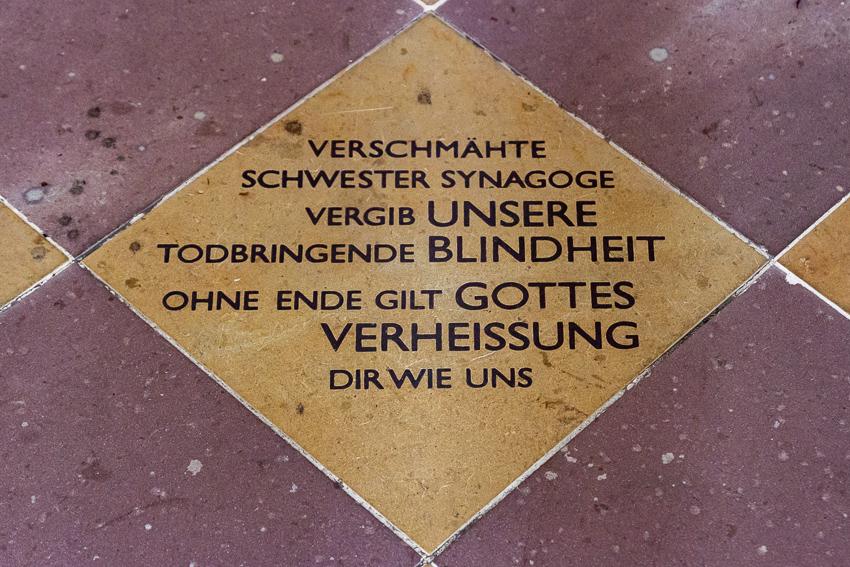 VERSCHMÄHTE
SCHWESTER SYNAGOGE
VERGIB UNSERE
TODBRINGENDE BLINDHEIT
OHNE ENDE GILT GOTTES
VERHEISSUNG
DIR WIE UNS